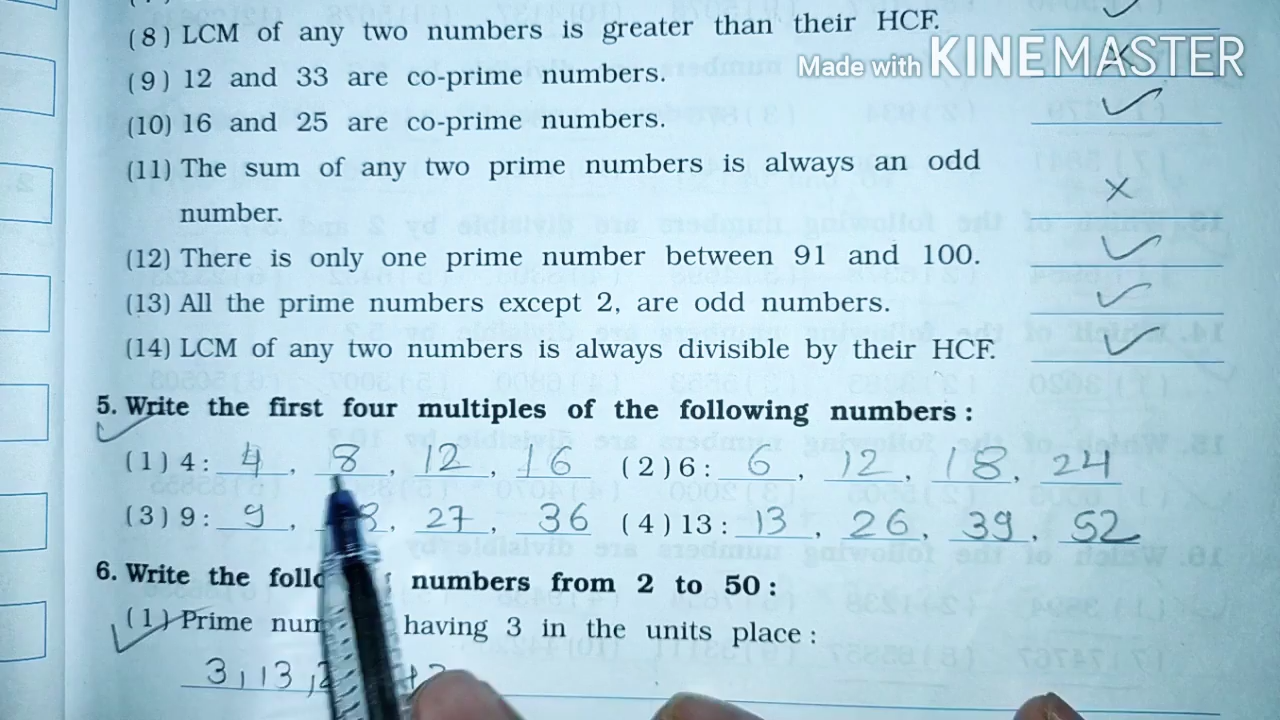 (8) LCM of any two numbers is greater than their HCF.
Made with KINEMASTER
(9) 12 and 33 are co-prime numbers.
(10) 16 and 25 are co-prime numbers. ✓
(11) The sum of any two prime numbers is always an odd
number. ×
(12) There is only one prime number between 91 and 100. ✓
(13) All the prime numbers except 2, are odd numbers. ✓
(14) LCM of any two numbers is always divisible by their HCF. ✓
5. Write the first four multiples of the following numbers :
(1) 4 : 4, 8, 12, 16 (2) 6 : 6, 12, 18, 24
(3) 9 : 9, 27, 36 (4) 13 : 13, 26, 39, 52
6. Write the numbers from 2 to 50 :
(1) Prime having 3 in the units place :
3, 13,